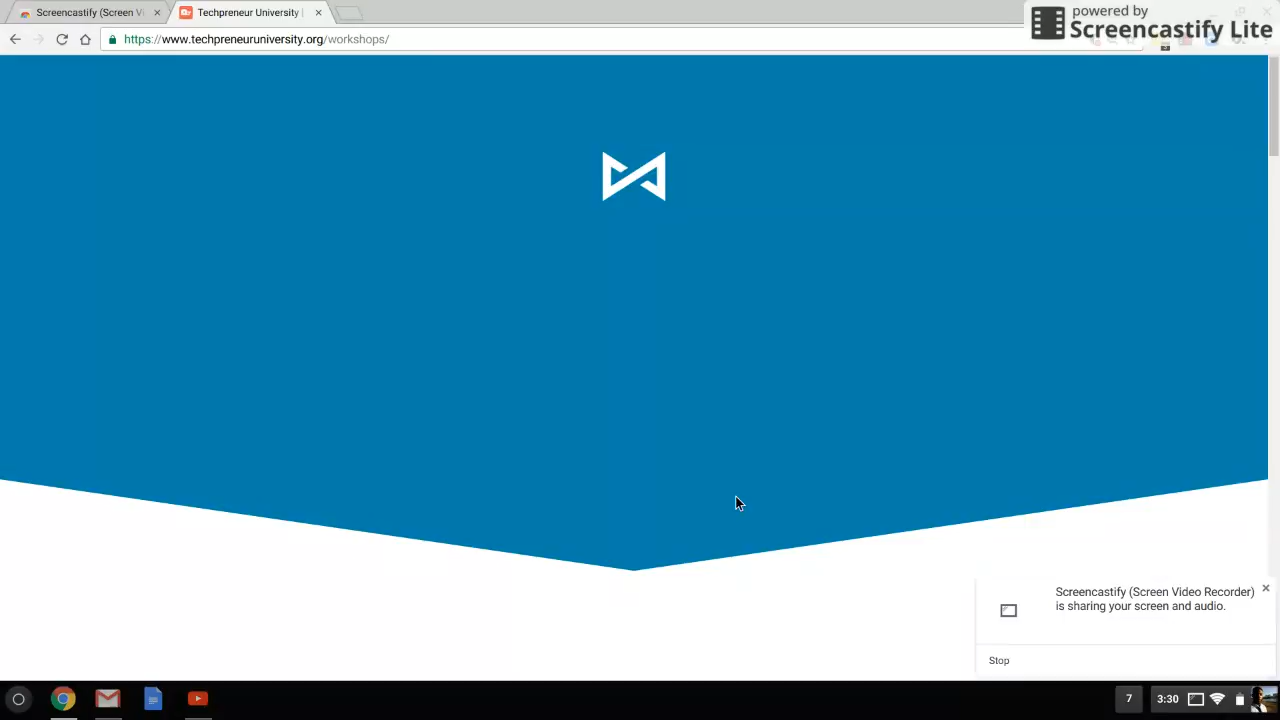 Screencastify (Screen Vi
Techpreneur University |
powered by
Screencastify Lite
https://www.techpreneuruniversity.org/workshops/
Screencastify (Screen Video Recorder)
is sharing your screen and audio.
Stop
7
3:30